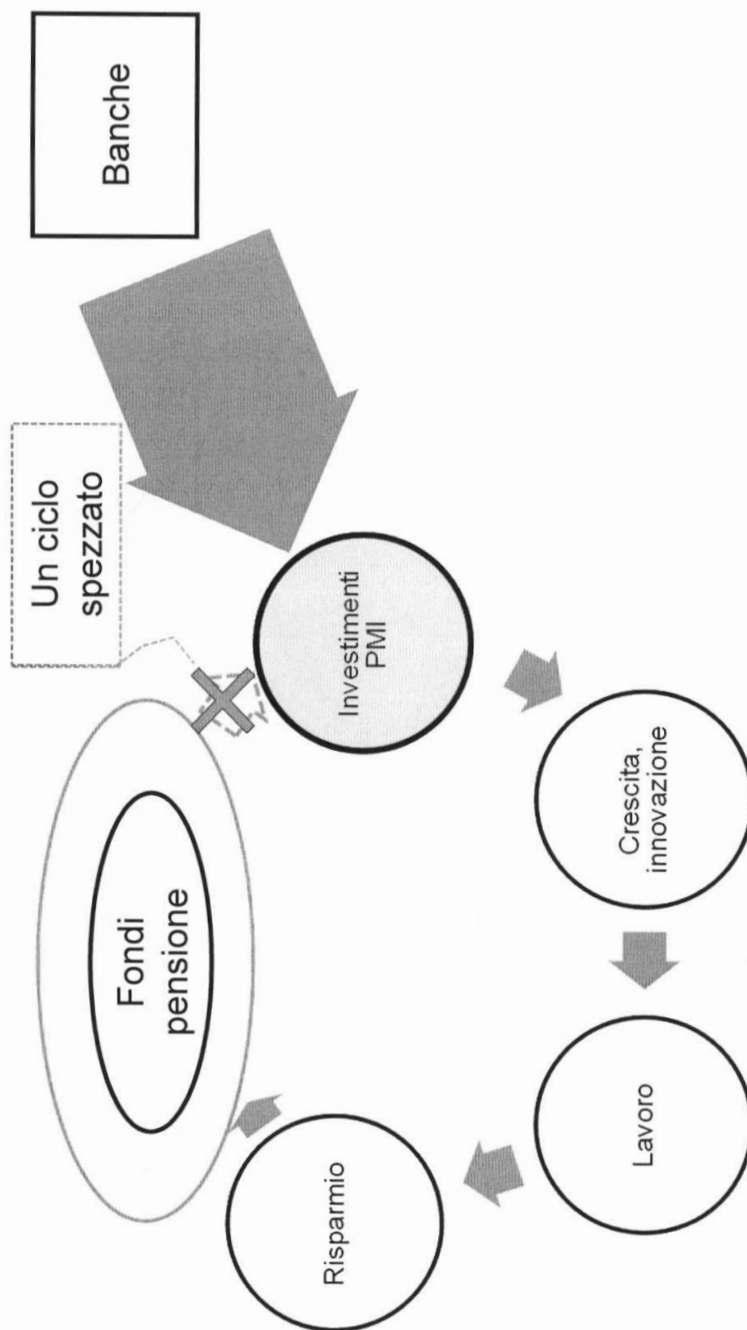 Fondi
pensione
Un ciclo
spezzato
Banche
Risparmio
Investimenti
PMI
Lavoro
Crescita,
innovazione